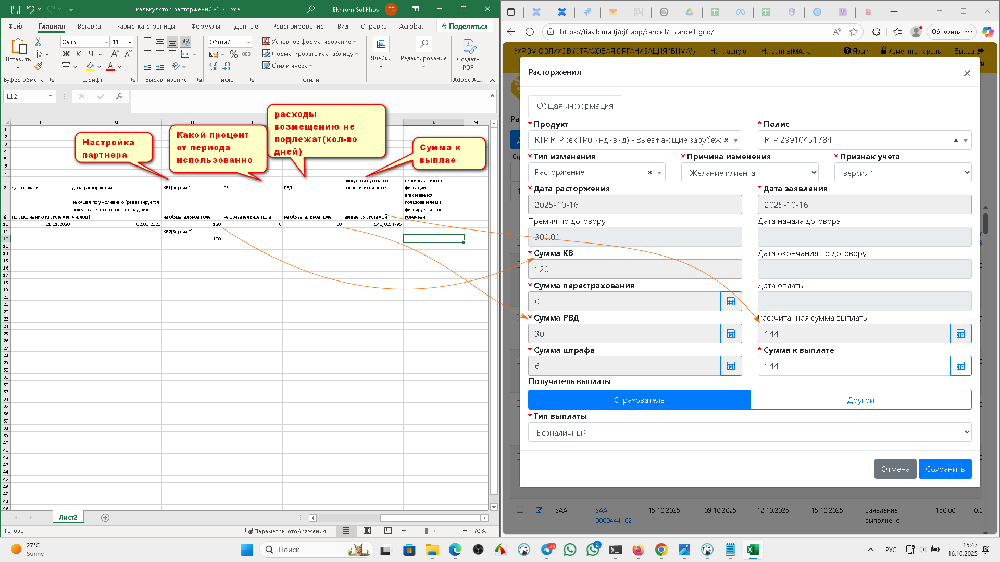 калькулятор расторжений -1 - Excel
Ekhrom Solikhov
ES
Файл
Главная
Вставка
Разметка страницы
Формулы
Данные
Рецензирование
Вид
Справка
Acrobat
Поделиться
Вставить
Буфер обмена
Calibri
11
Ж К Ч
Шрифт
Выравнивание
Общий
% 000
Число
Условное форматирование
Форматировать как таблицу
Стили ячеек
Стили
Ячейки
Редактирование
Создать PDF
Adobe Ac...
L12
fx
F G H I L M
Настройка партнера
Какой процент от периода использованно
расходы возмещению не подлежат(кол-во дней)
Сумма к выплае
8
дата оплаты
дата расторжения
КВ1(версия 1)
РЕ
РВД
выкупная сумма по расчету из системы
выкупная сумма к фиксации
9
по умолчанию из системы
текущая по умолчанию (редактируется пользователем, возможно задним числом)
не обязательное поле
не обязательное поле
не обязательное поле
выдается системой
вписывается пользователем и фиксируется как конечная
10
01.01.2020
02.01.2020
120
6
30
143,6054795
11
КВ2(Версия 2)
12
100
Лист2
Готово
Параметры отображения
70 %
https://tias.bima.tj/djf_app/cancell/t_cancell_grid/
Обновить
ЭХРОМ СОЛИХОВ (СТРАХОВАЯ ОРГАНИЗАЦИЯ "БИМА")
На главную
На сайт BIMA.TJ
Язык
Изменить пароль
Выход
Расторжения
×
Общая информация
* Продукт
RTP RTP (ex TP0 индивид) - Выезжающие зарубеж
* Полис
RTP 29910451784
* Тип изменения
Расторжение
* Причина изменения
Желание клиента
* Признак учета
версия 1
* Дата расторжения
2025-10-16
* Дата заявления
2025-10-16
Премия по договору
300.00
Дата начала договора
* Сумма КВ
120
Дата окончания по договору
* Сумма перестрахования
0
Дата оплаты
* Сумма РВД
30
Рассчитанная сумма выплаты
144
* Сумма штрафа
6
* Сумма к выплате
144
Получатель выплаты
Страхователь
Другой
* Тип выплаты
Безналичный
Отмена
Сохранить
SAA
SAA 0000444102
15.10.2025
09.10.2025
12.10.2025
15.10.2025
Заявление выполнено
150.00
27°C
Sunny
Поиск
33
2
РУС
15:47
16.10.2025